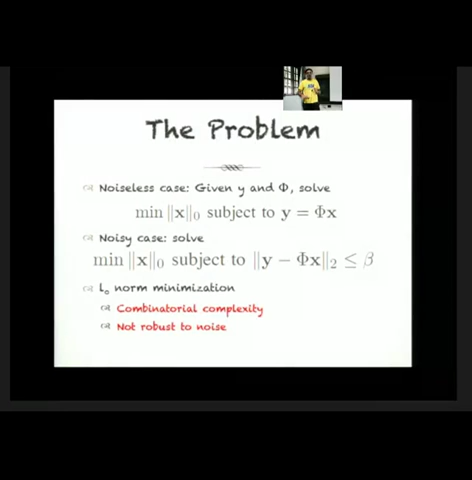 The Problem
Noiseless case: Given y and Φ, solve
min ‖x‖₀ subject to y = Φx
Noisy case: solve
min ‖x‖₀ subject to ‖y − Φx‖₂ ≤ β
l₀ norm minimization
Combinatorial complexity
Not robust to noise